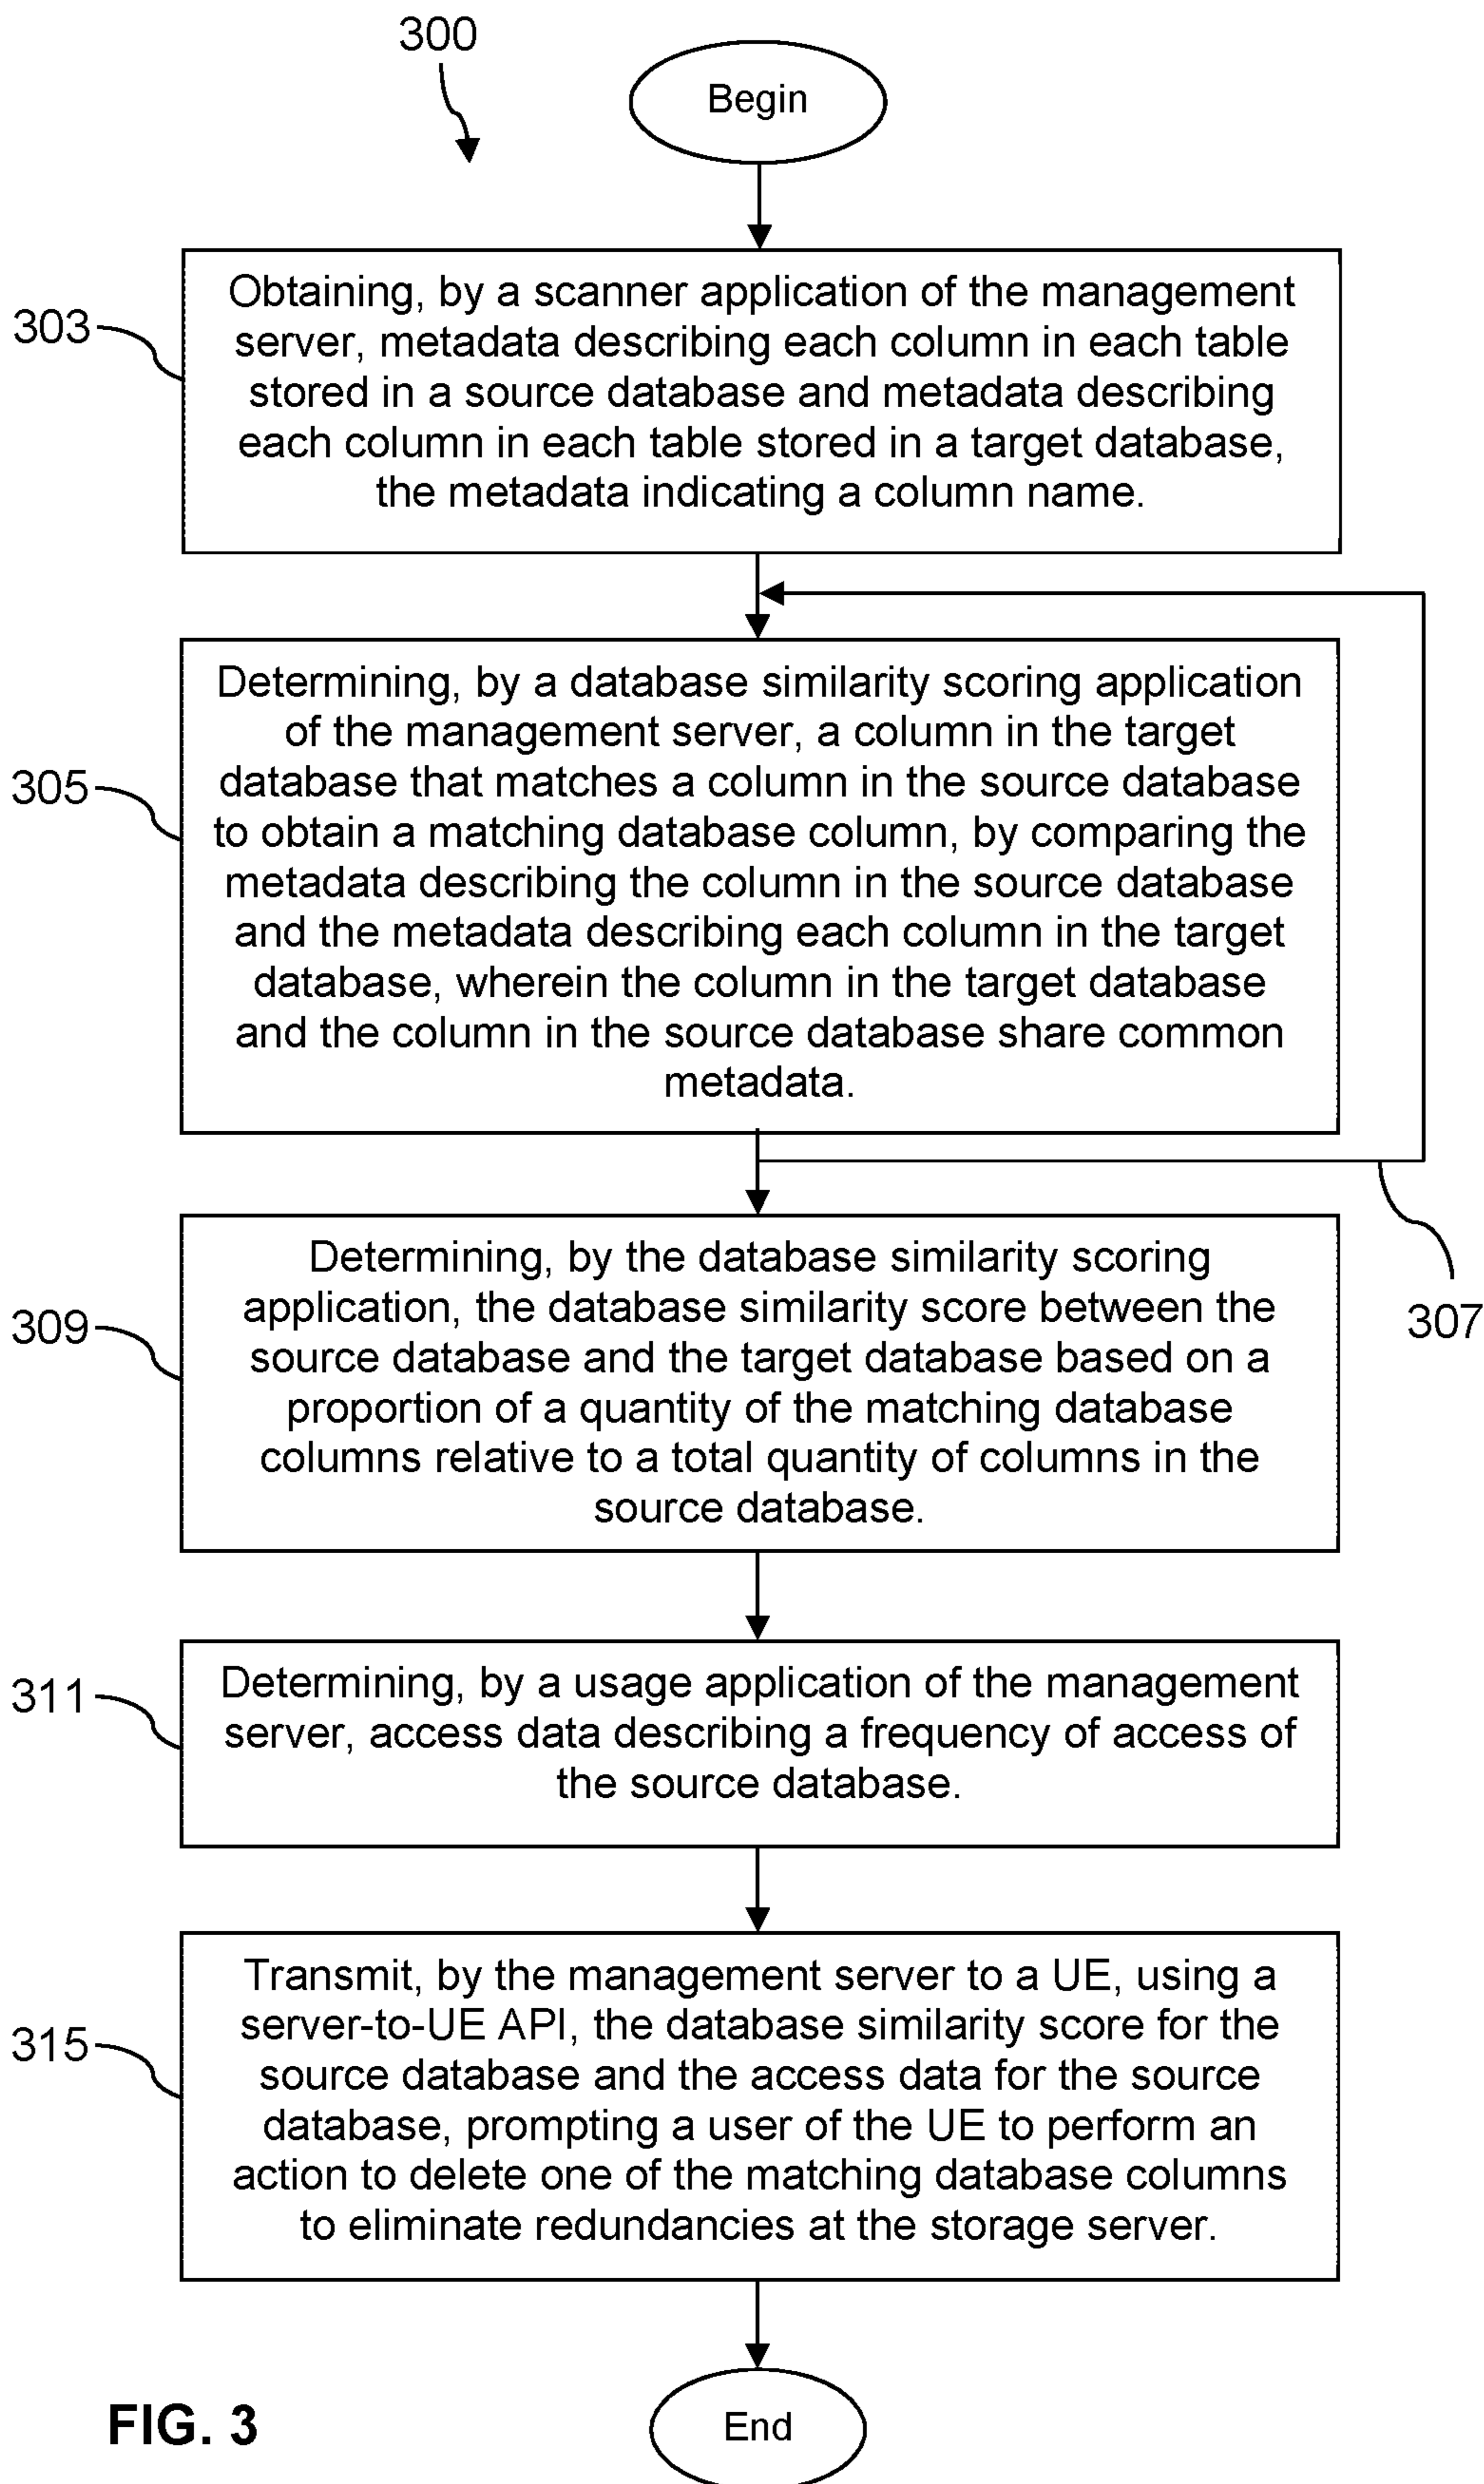 300
Begin
303
Obtaining, by a scanner application of the management
server, metadata describing each column in each table
stored in a source database and metadata describing
each column in each table stored in a target database,
the metadata indicating a column name.
305
Determining, by a database similarity scoring application
of the management server, a column in the target
database that matches a column in the source database
to obtain a matching database column, by comparing the
metadata describing the column in the source database
and the metadata describing each column in the target
database, wherein the column in the target database
and the column in the source database share common
metadata.
307
309
Determining, by the database similarity scoring
application, the database similarity score between the
source database and the target database based on a
proportion of a quantity of the matching database
columns relative to a total quantity of columns in the
source database.
311
Determining, by a usage application of the management
server, access data describing a frequency of access of
the source database.
315
Transmit, by the management server to a UE, using a
server-to-UE API, the database similarity score for the
source database and the access data for the source
database, prompting a user of the UE to perform an
action to delete one of the matching database columns
to eliminate redundancies at the storage server.
End
FIG. 3